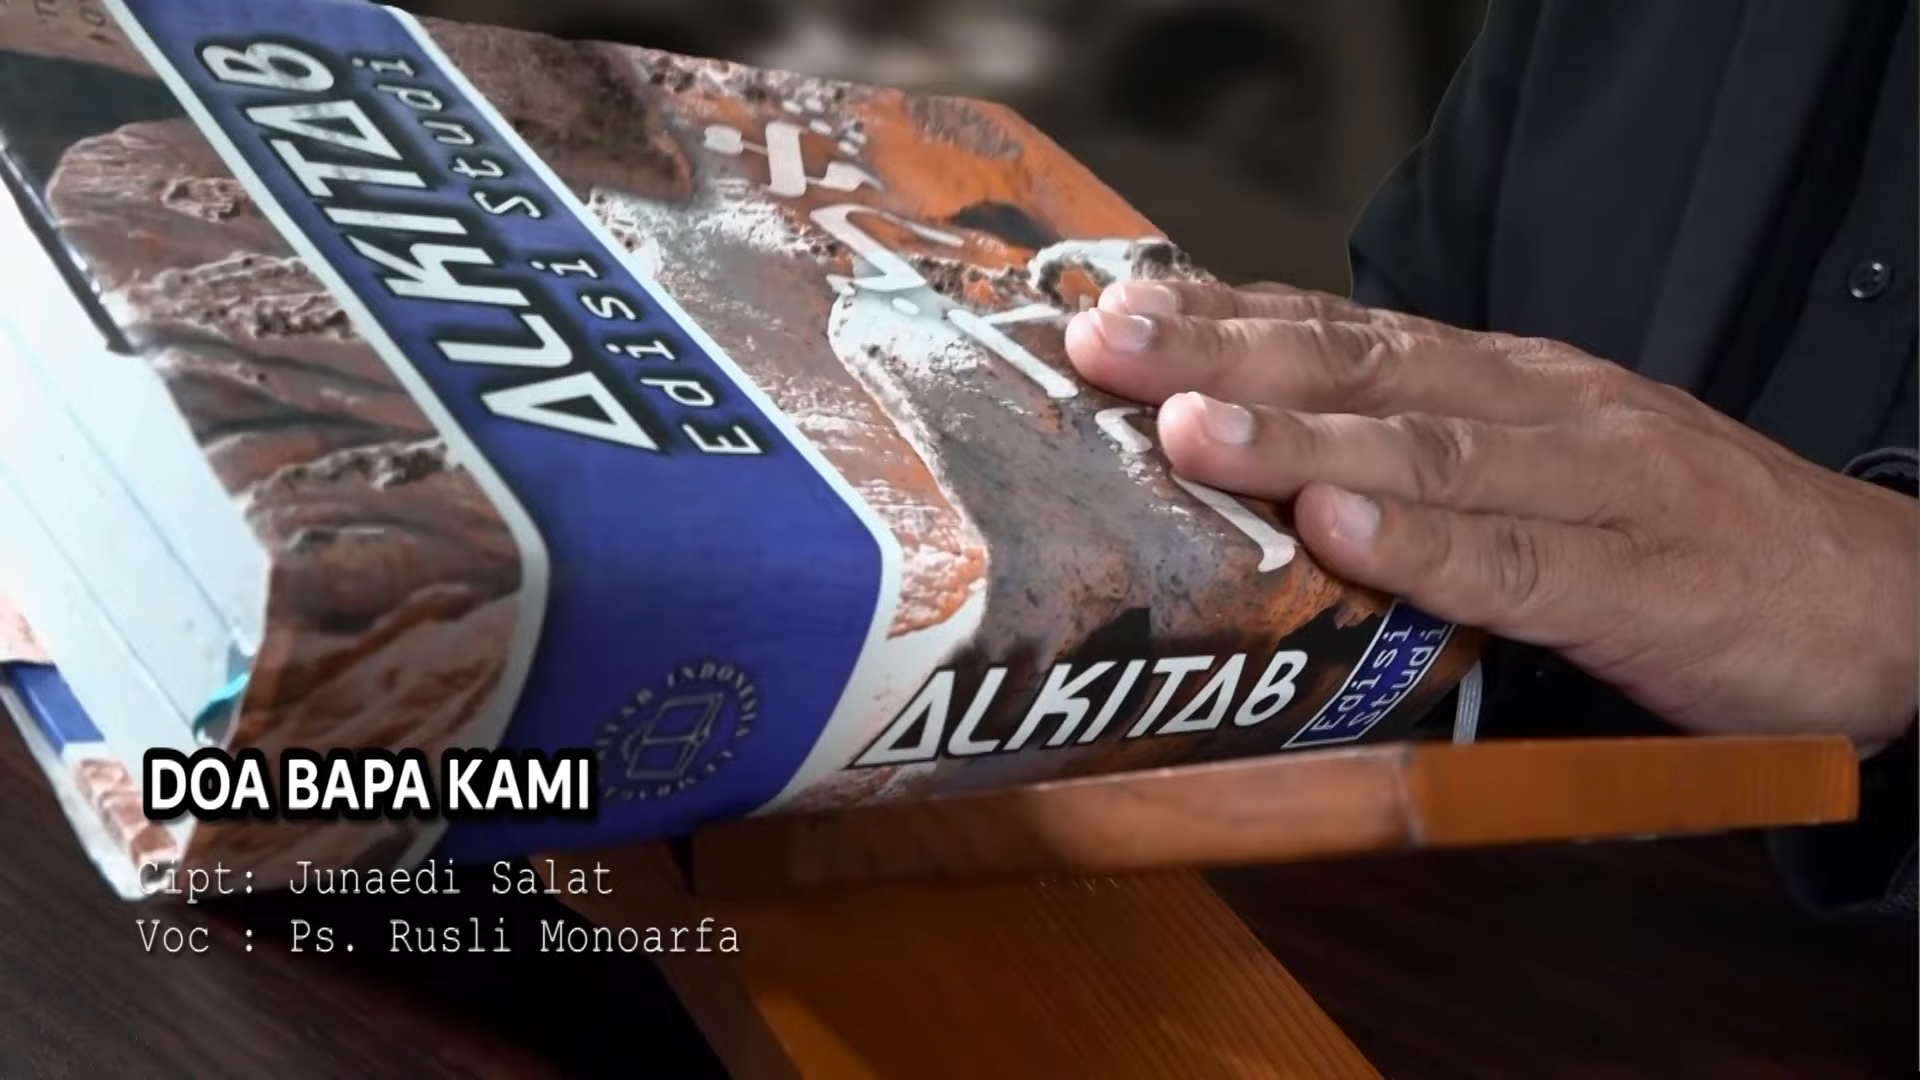 ALKITAB
Edisi Studi
ALKITAB
Edisi
Studi
DOA BAPA KAMI
Cipt: Junaedi Salat
Voc : Ps. Rusli Monoarfa